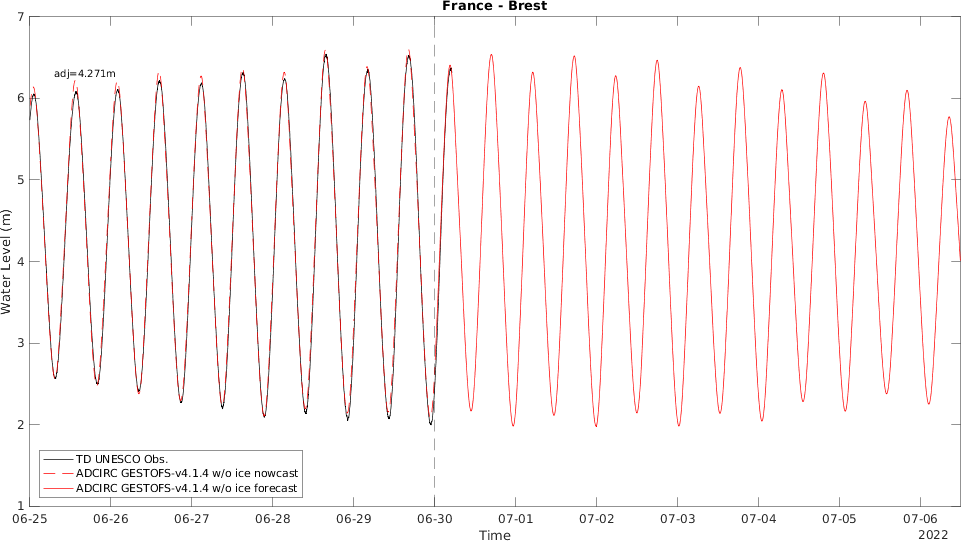 France - Brest
7
6
5
4
3
2
1
Water Level (m)
adj=4.271m
TD UNESCO Obs.
ADCIRC GESTOFS-v4.1.4 w/o ice nowcast
ADCIRC GESTOFS-v4.1.4 w/o ice forecast
06-25 06-26 06-27 06-28 06-29 06-30 07-01 07-02 07-03 07-04 07-05 07-06
Time
2022